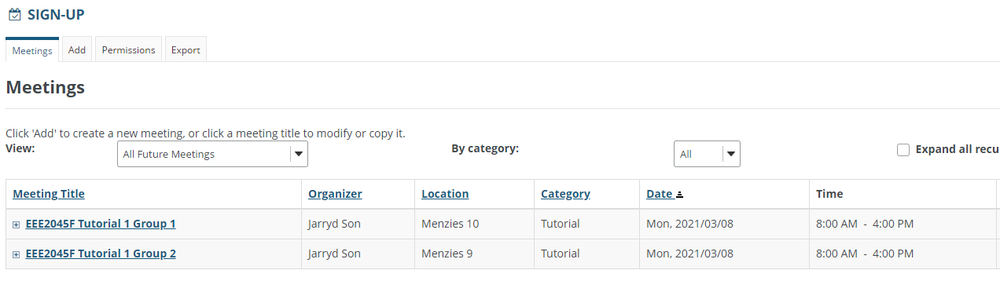 SIGN-UP
Meetings Add Permissions Export
Meetings
Click 'Add' to create a new meeting, or click a meeting title to modify or copy it.
View: All Future Meetings By category: All Expand all recu
Meeting Title Organizer Location Category Date Time
EEE2045F Tutorial 1 Group 1 Jarryd Son Menzies 10 Tutorial Mon, 2021/03/08 8:00 AM - 4:00 PM
EEE2045F Tutorial 1 Group 2 Jarryd Son Menzies 9 Tutorial Mon, 2021/03/08 8:00 AM - 4:00 PM